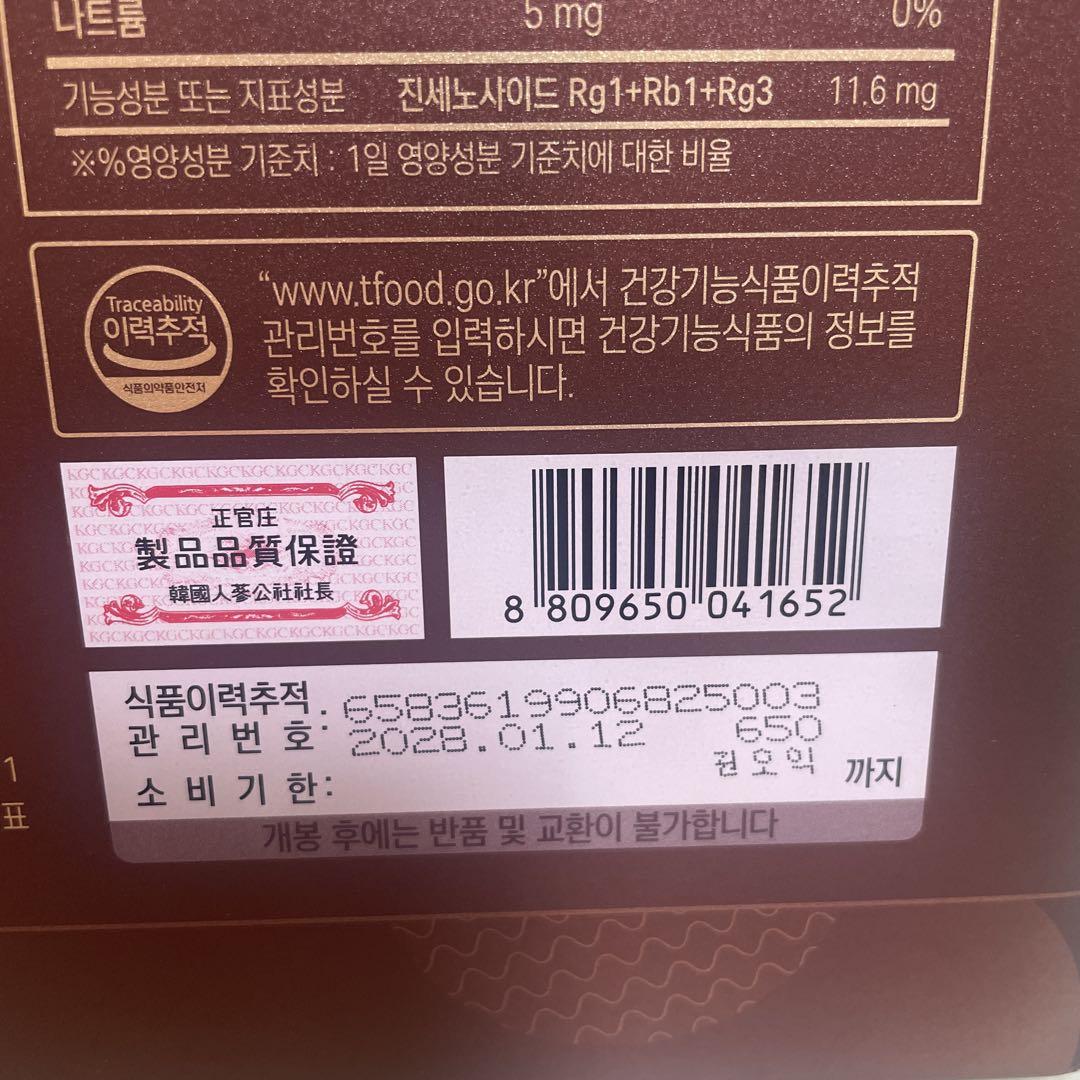 나트륨 5 mg 0%
기능성분 또는 지표성분 진세노사이드 Rg1+Rb1+Rg3 11.6 mg
※%영양성분 기준치 : 1일 영양성분 기준치에 대한 비율
Traceability
이력추적
식품의약품안전처
“www.tfood.go.kr”에서 건강기능식품이력추적
관리번호를 입력하시면 건강기능식품의 정보를
확인하실 수 있습니다.
KGCKGCKGCKGCKGCKGCKGCKGCKGCKGC
正官庄
製品品質保證
韓國人蔘公社社長
8 809650 041652
식품이력추적 : 6583619906825003
관리번호 2028.01.12 650
소비기한: 권오익 까지
개봉 후에는 반품 및 교환이 불가합니다
1
표